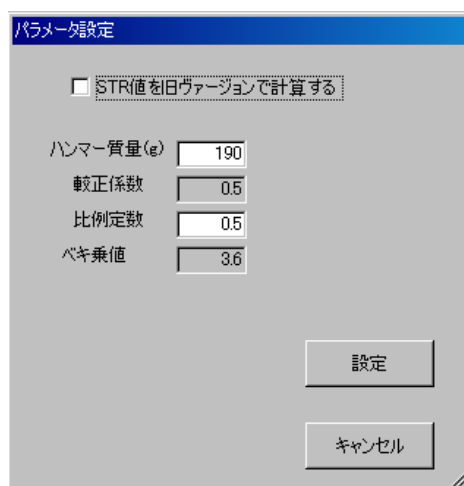 パラメータ設定
STR値を旧ヴァージョンで計算する
ハンマー質量(g) 190
較正係数 0.5
比例定数 0.5
ベキ乗値 3.6
設定
キャンセル